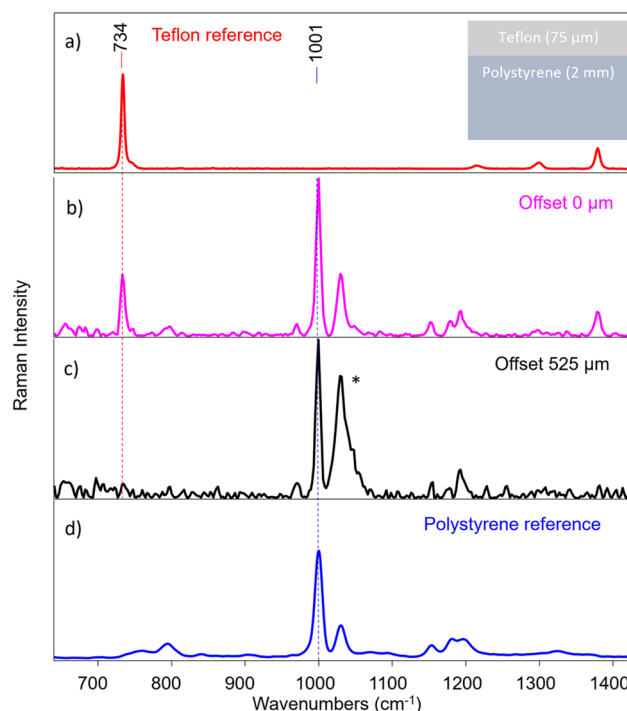 a)
734
Teflon reference
1001
Teflon (75 µm)
Polystyrene (2 mm)
b)
Offset 0 µm
c)
Offset 525 µm
*
d)
Polystyrene reference
Raman Intensity
700 800 900 1000 1100 1200 1300 1400
Wavenumbers (cm⁻¹)